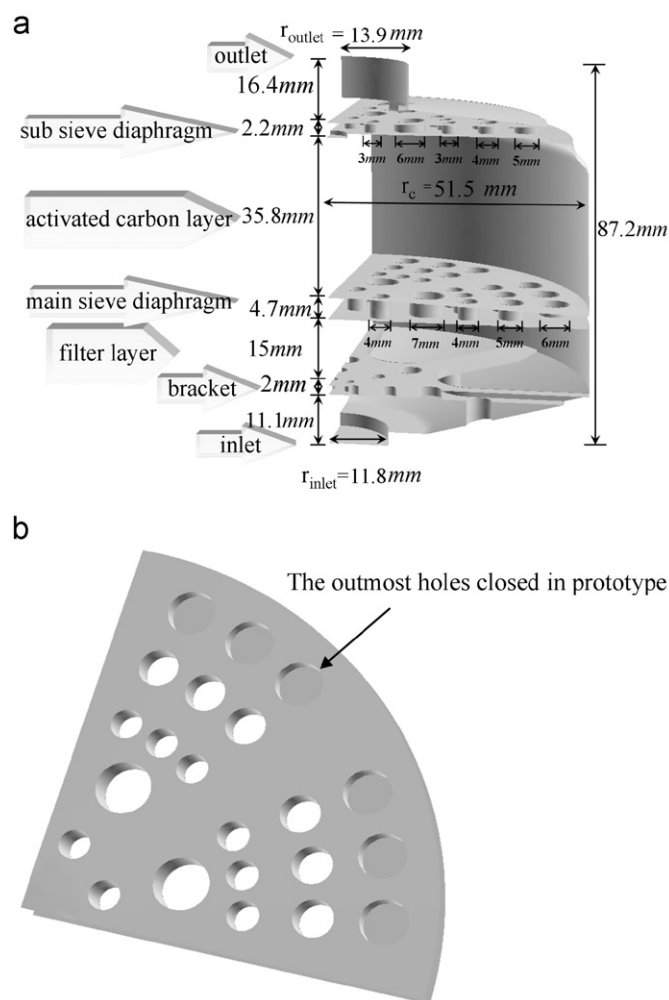 a
r_outlet = 13.9mm
outlet
16.4mm
sub sieve diaphragm
2.2mm
3mm 6mm 3mm 4mm 5mm
r_c = 51.5 mm
activated carbon layer
35.8mm
87.2mm
main sieve diaphragm
4.7mm
4mm 7mm 4mm 5mm 6mm
filter layer
15mm
bracket
2mm
11.1mm
inlet
r_inlet=11.8mm
b
The outmost holes closed in prototype